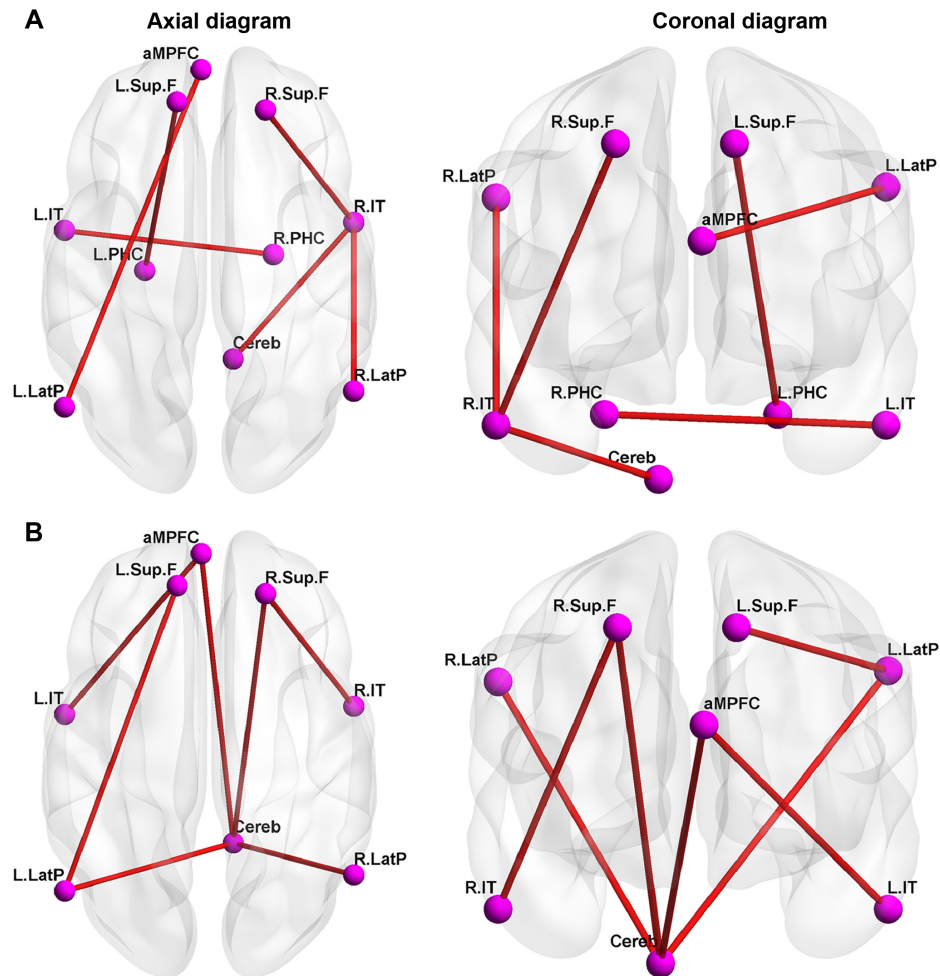 A
Axial diagram
Coronal diagram
aMPFC
L.Sup.F
R.Sup.F
L.IT
R.IT
L.PHC
R.PHC
Cereb
L.LatP
R.LatP
R.Sup.F
L.Sup.F
R.LatP
L.LatP
aMPFC
R.IT
R.PHC
L.PHC
L.IT
Cereb
B
aMPFC
L.Sup.F
R.Sup.F
L.IT
R.IT
Cereb
L.LatP
R.LatP
R.Sup.F
L.Sup.F
R.LatP
L.LatP
aMPFC
R.IT
L.IT
Cereb